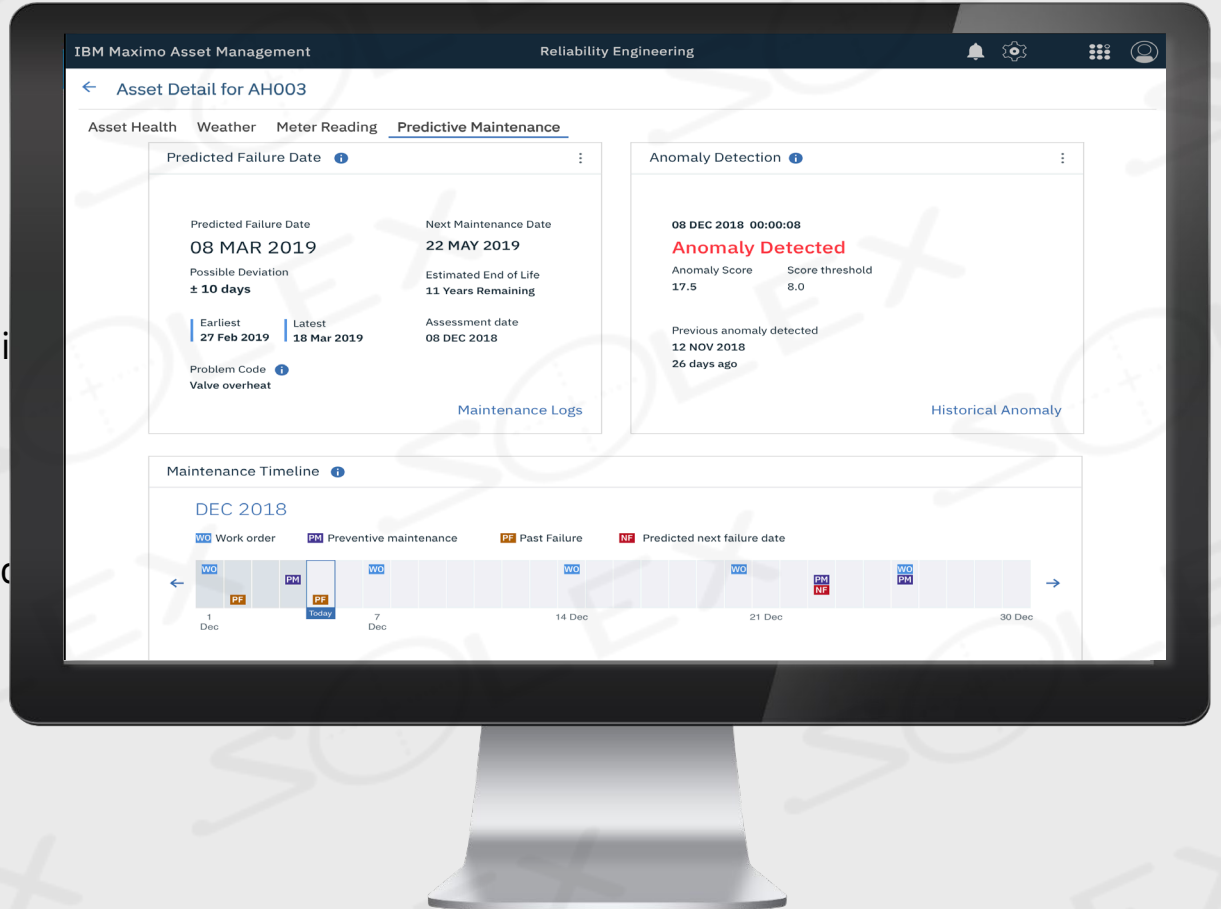 IBM Maximo Asset Management
Reliability Engineering
← Asset Detail for AH003
Asset Health Weather Meter Reading Predictive Maintenance
Predicted Failure Date
Predicted Failure Date
08 MAR 2019
Possible Deviation
± 10 days
Earliest
27 Feb 2019
Latest
18 Mar 2019
Problem Code
Valve overheat
Next Maintenance Date
22 MAY 2019
Estimated End of Life
11 Years Remaining
Assessment date
08 DEC 2018
Maintenance Logs
Anomaly Detection
08 DEC 2018 00:00:08
Anomaly Detected
Anomaly Score
17.5
Score threshold
8.0
Previous anomaly detected
12 NOV 2018
26 days ago
Historical Anomaly
Maintenance Timeline
DEC 2018
WO Work order PM Preventive maintenance PF Past Failure NF Predicted next failure date
WO WO WO WO WO
PM PM PM
PF PF NF
Today
1 Dec
7 Dec
14 Dec
21 Dec
30 Dec
SOLEX